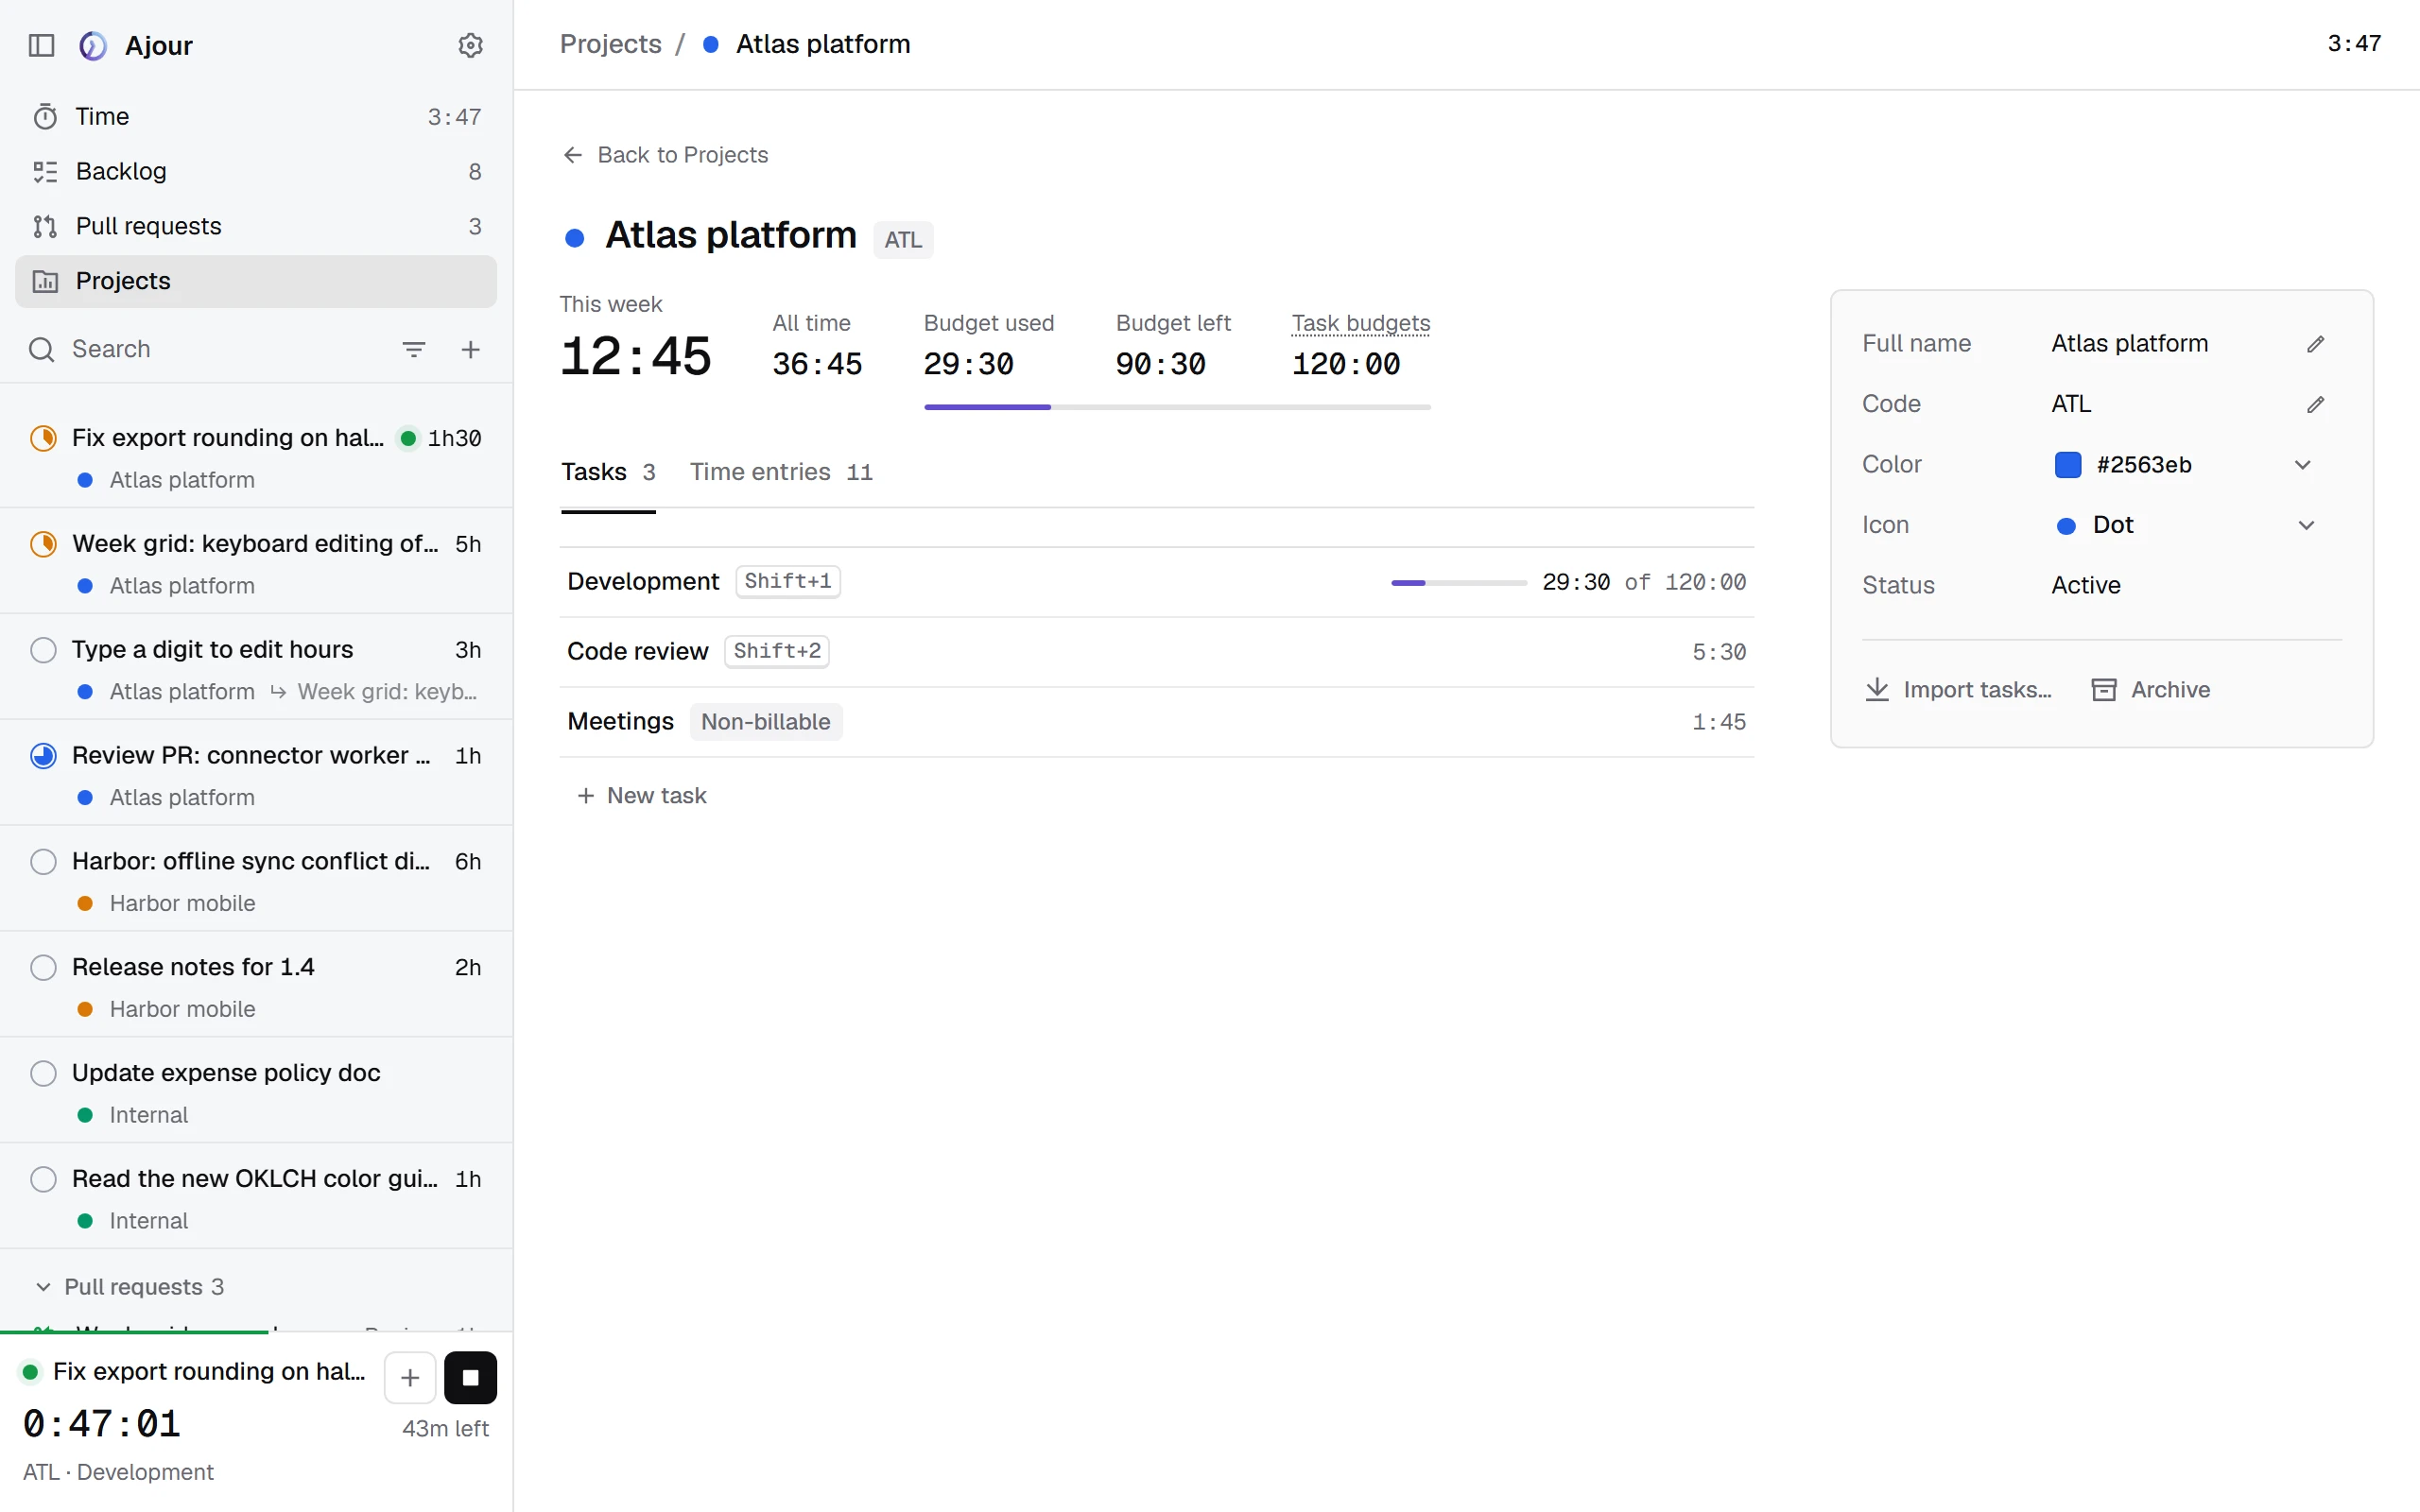 Ajour
Time 3:47
Backlog 8
Pull requests 3
Projects
Search
Fix export rounding on hal... 1h30
Atlas platform
Week grid: keyboard editing of... 5h
Atlas platform
Type a digit to edit hours 3h
Atlas platform ↳ Week grid: keyb...
Review PR: connector worker ... 1h
Atlas platform
Harbor: offline sync conflict di... 6h
Harbor mobile
Release notes for 1.4 2h
Harbor mobile
Update expense policy doc
Internal
Read the new OKLCH color gui... 1h
Internal
Pull requests 3
Fix export rounding on hal...
0:47:01 43m left
ATL · Development
Projects / Atlas platform 3:47
← Back to Projects
Atlas platform ATL
This week All time Budget used Budget left Task budgets
12:45 36:45 29:30 90:30 120:00
Tasks 3 Time entries 11
Development Shift+1 29:30 of 120:00
Code review Shift+2 5:30
Meetings Non-billable 1:45
+ New task
Full name Atlas platform
Code ATL
Color #2563eb
Icon Dot
Status Active
Import tasks... Archive